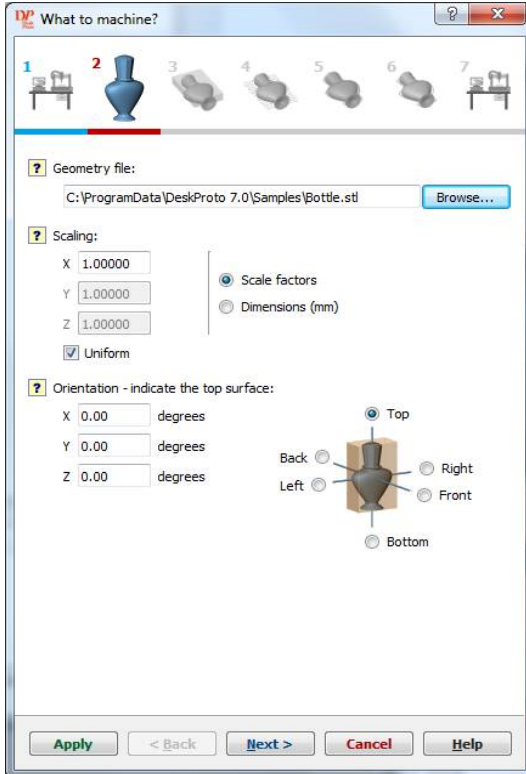 What to machine?
1 2 3 4 5 6 7
? Geometry file:
C:\ProgramData\DeskProto 7.0\Samples\Bottle.stl Browse...
? Scaling:
X 1.00000
Y 1.00000
Z 1.00000
Scale factors
Dimensions (mm)
Uniform
? Orientation - indicate the top surface:
X 0.00 degrees
Y 0.00 degrees
Z 0.00 degrees
Top
Back
Left
Right
Front
Bottom
Apply < Back Next > Cancel Help